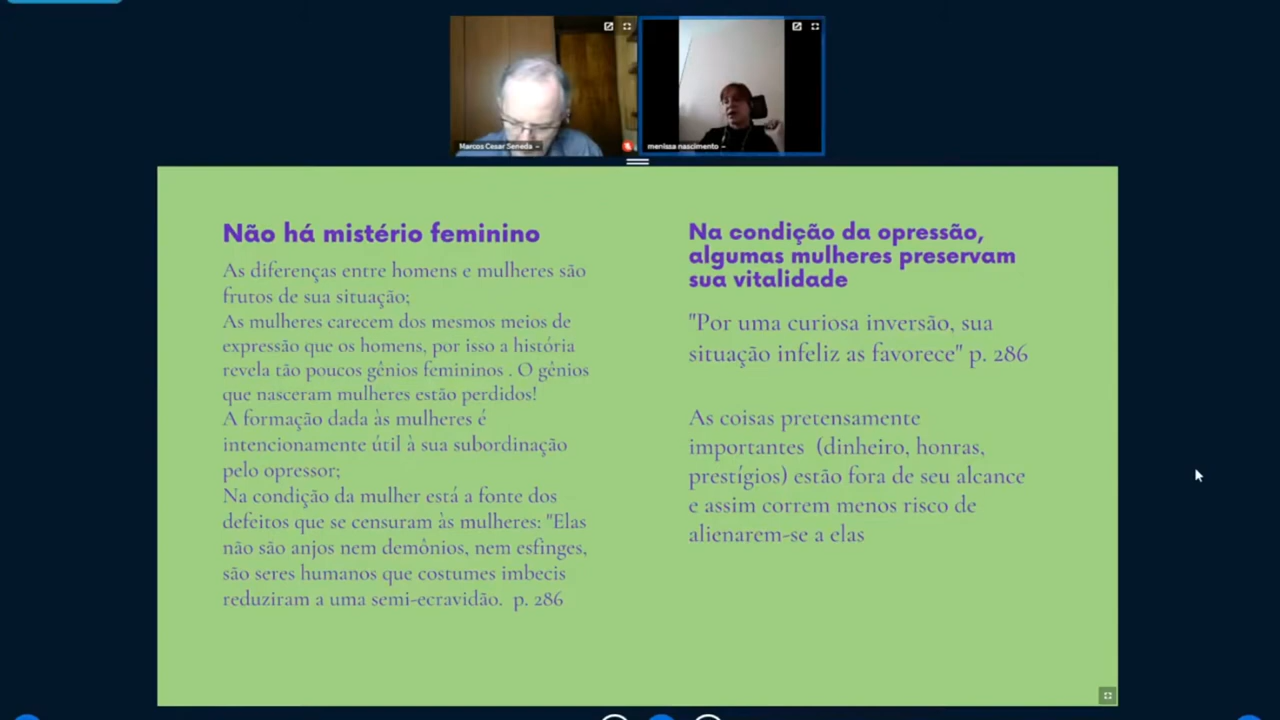 Marcos Cesar Seneda
menissa nascimento
Não há mistério feminino
As diferenças entre homens e mulheres são
frutos de sua situação;
As mulheres carecem dos mesmos meios de
expressão que os homens, por isso a história
revela tão poucos gênios femininos . O gênios
que nasceram mulheres estão perdidos!
A formação dada às mulheres é
intencionamente útil à sua subordinação
pelo opressor;
Na condição da mulher está a fonte dos
defeitos que se censuram às mulheres: "Elas
não são anjos nem demônios, nem esfinges,
são seres humanos que costumes imbecis
reduziram a uma semi-ecravidão.  p. 286
Na condição da opressão,
algumas mulheres preservam
sua vitalidade
"Por uma curiosa inversão, sua
situação infeliz as favorece" p. 286
As coisas pretensamente
importantes  (dinheiro, honras,
prestígios) estão fora de seu alcance
e assim correm menos risco de
alienarem-se a elas